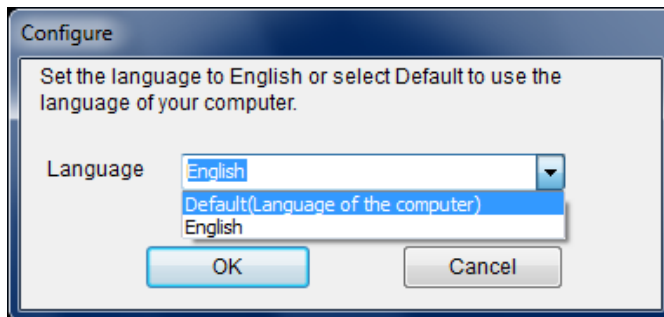 Configure
Set the language to English or select Default to use the
language of your computer.
Language
English
Default(Language of the computer)
English
OK
Cancel